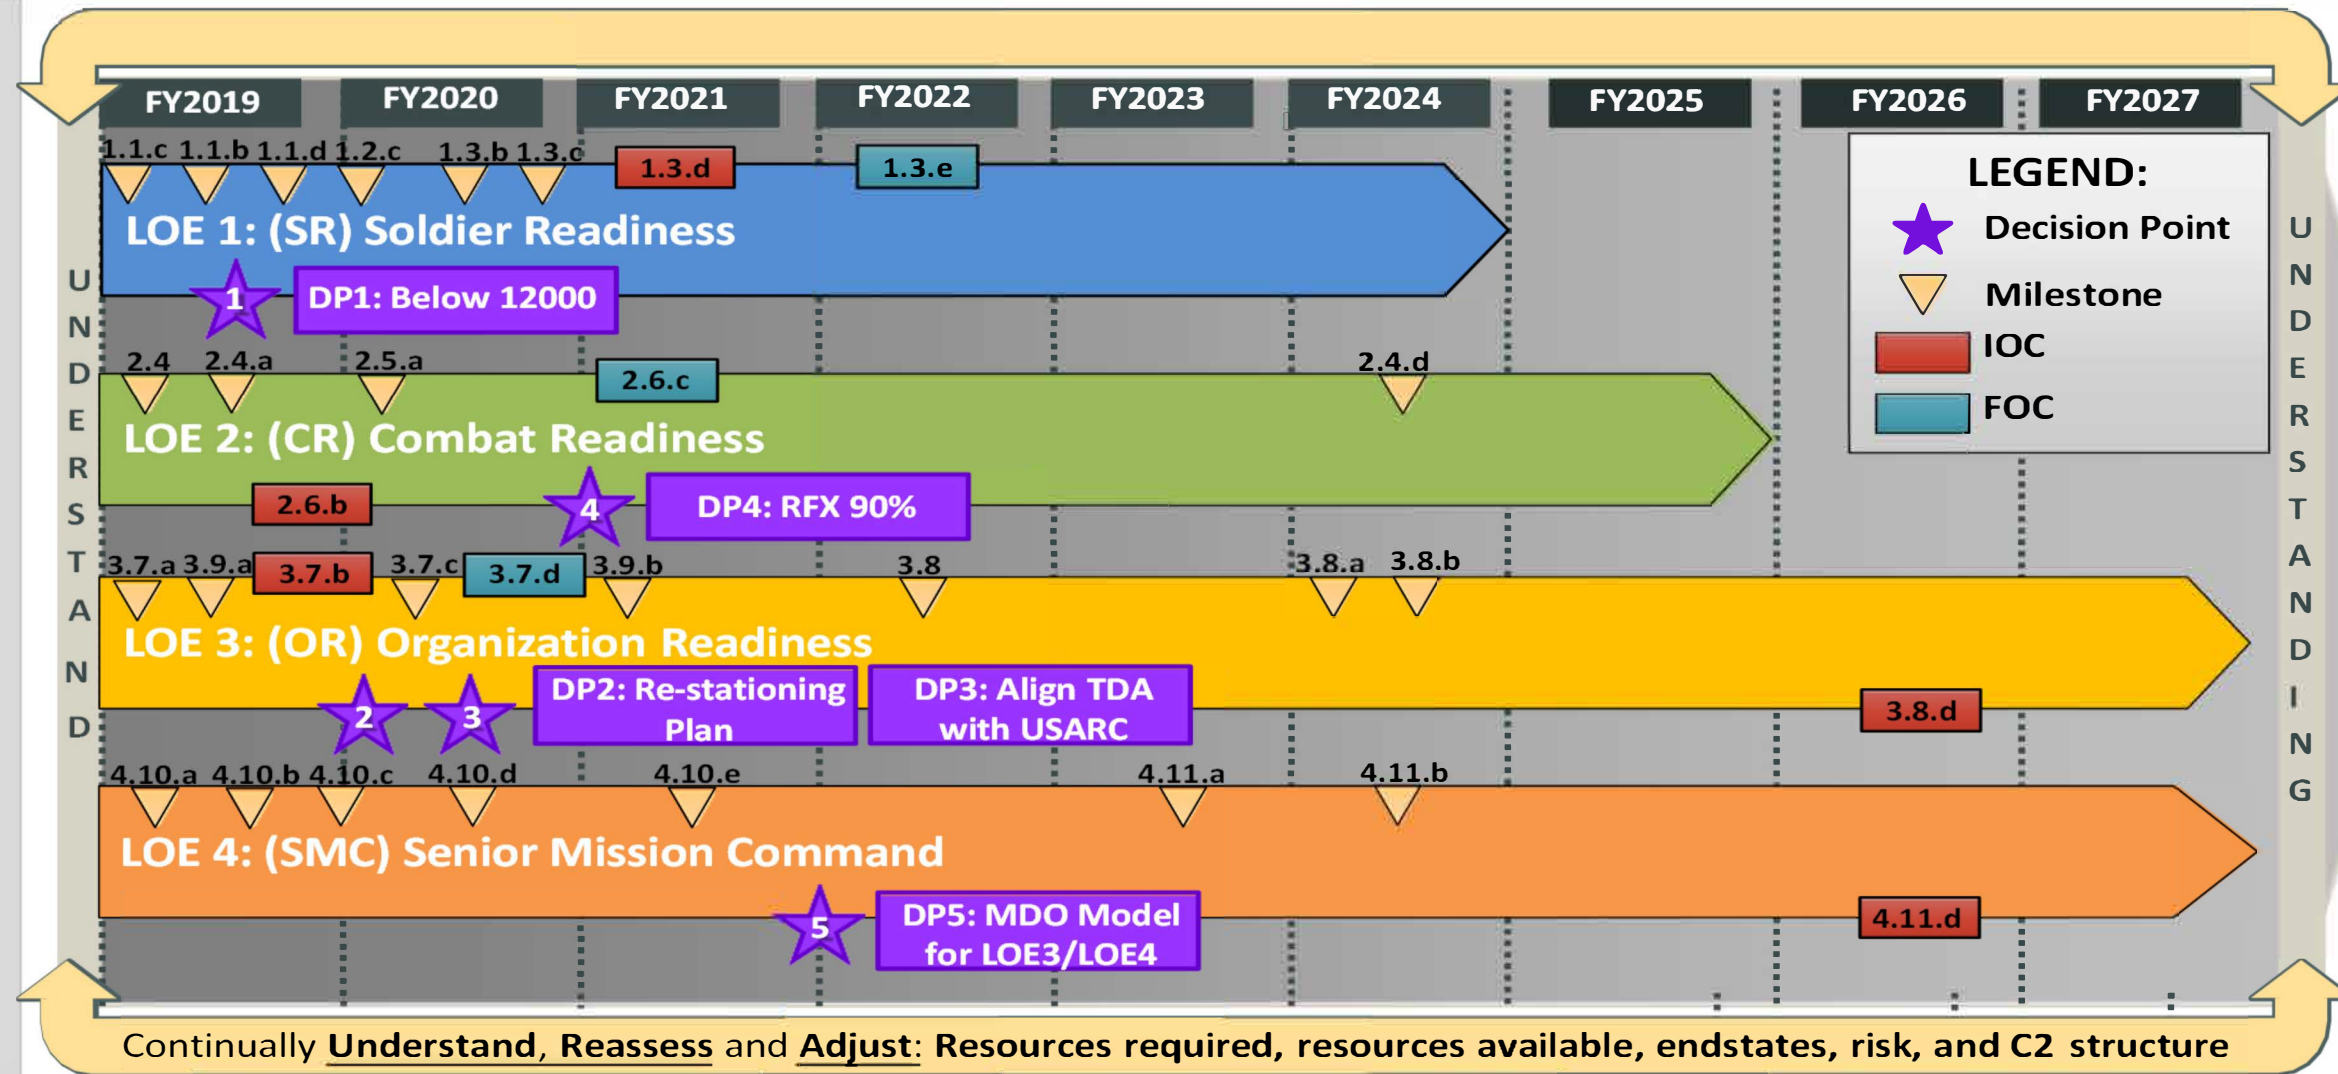 FY2019 FY2020 FY2021 FY2022 FY2023 FY2024 FY2025 FY2026 FY2027
UNDERSTAND
UNDERSTANDING
LEGEND:
Decision Point
Milestone
IOC
FOC
1.1.c 1.1.b 1.1.d 1.2.c 1.3.b 1.3.c 1.3.d 1.3.e
LOE 1: (SR) Soldier Readiness
1 DP1: Below 12000
2.4 2.4.a 2.5.a 2.6.c 2.4.d
LOE 2: (CR) Combat Readiness
2.6.b 4 DP4: RFX 90%
3.7.a 3.9.a 3.7.b 3.7.c 3.7.d 3.9.b 3.8 3.8.a 3.8.b
LOE 3: (OR) Organization Readiness
2 3
DP2: Re-stationing
Plan
DP3: Align TDA
with USARC
3.8.d
4.10.a 4.10.b 4.10.c 4.10.d 4.10.e 4.11.a 4.11.b
LOE 4: (SMC) Senior Mission Command
5
DP5: MDO Model
for LOE3/LOE4
4.11.d
Continually Understand, Reassess and Adjust: Resources required, resources available, endstates, risk, and C2 structure